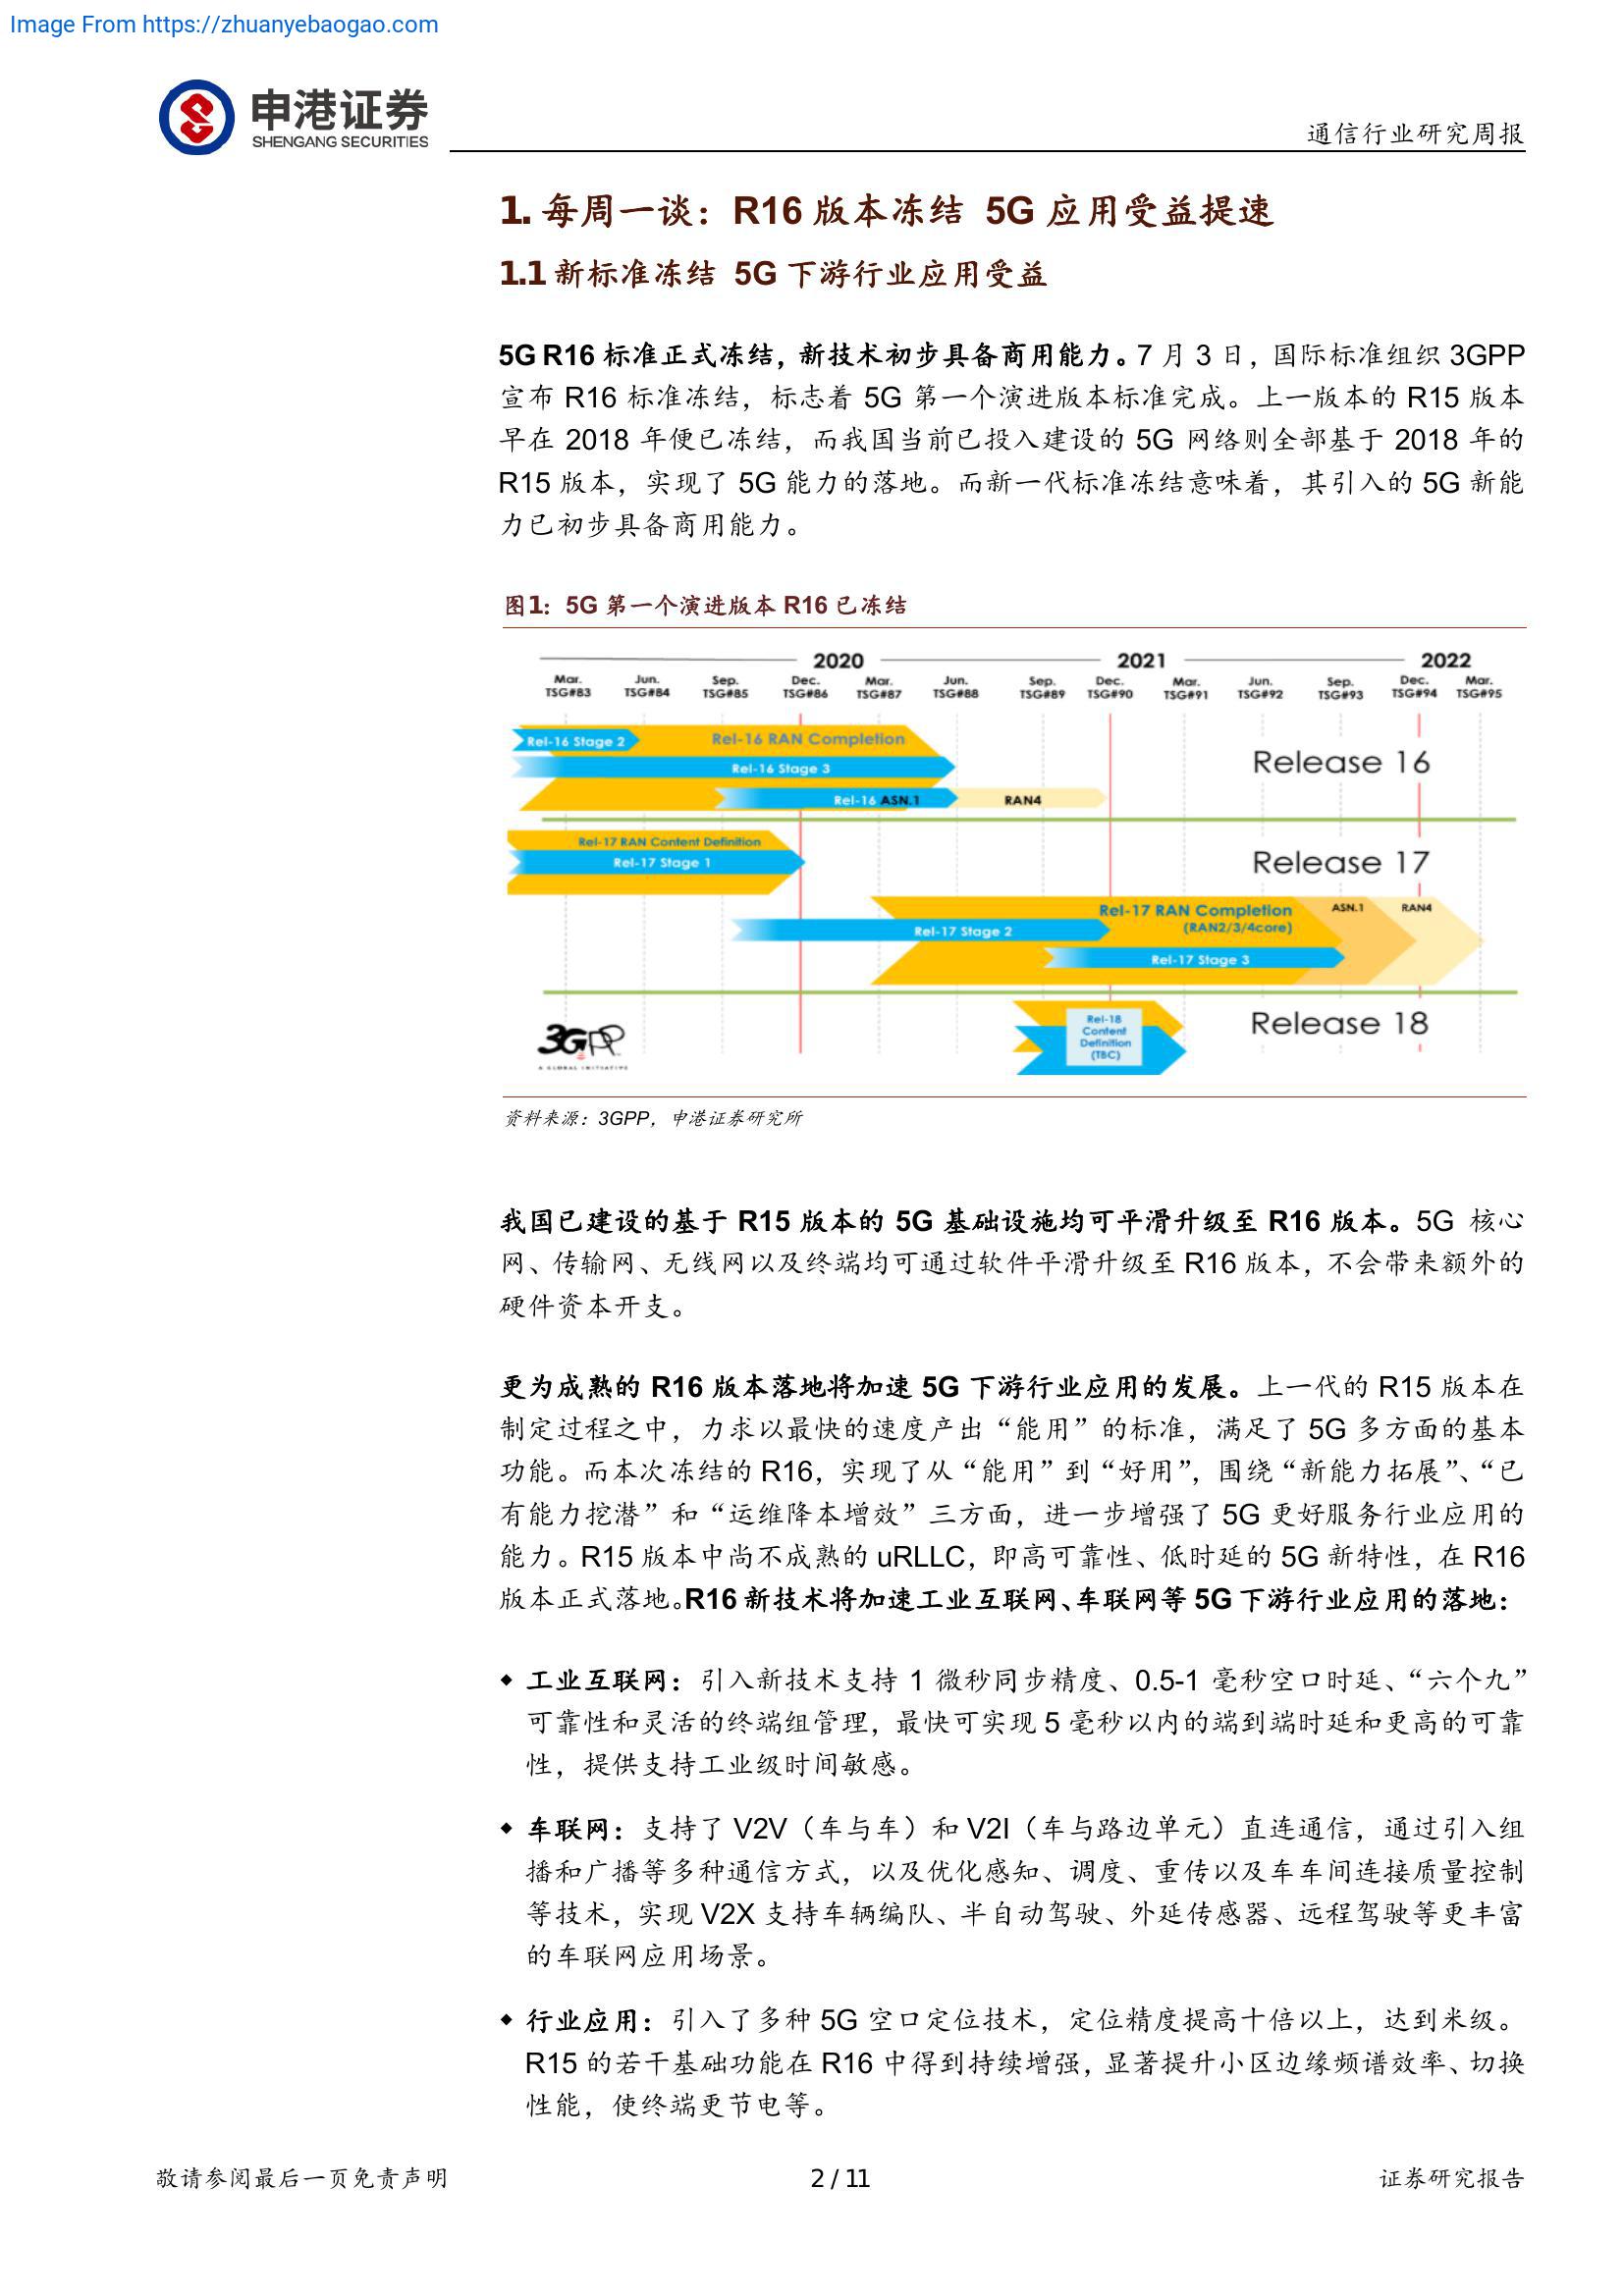 Image From https://zhuanyebaogao.com
申港证券
SHENGANG SECURITIES
通信行业研究周报
1. 每周一谈：R16 版本冻结 5G 应用受益提速
1.1 新标准冻结 5G 下游行业应用受益
5G R16 标准正式冻结，新技术初步具备商用能力。7 月 3 日，国际标准组织 3GPP
宣布 R16 标准冻结，标志着 5G 第一个演进版本标准完成。上一版本的 R15 版本
早在 2018 年便已冻结，而我国当前已投入建设的 5G 网络则全部基于 2018 年的
R15 版本，实现了 5G 能力的落地。而新一代标准冻结意味着，其引入的 5G 新能
力已初步具备商用能力。
图1：5G 第一个演进版本 R16 已冻结
2020 2021 2022
Mar. Jun. Sep. Dec. Mar. Jun. Sep. Dec. Mar. Jun. Sep. Dec. Mar.
TSG#83 TSG#84 TSG#85 TSG#86 TSG#87 TSG#88 TSG#89 TSG#90 TSG#91 TSG#92 TSG#93 TSG#94 TSG#95
Rel-16 Stage 2 Rel-16 RAN Completion
Rel-16 Stage 3
Release 16
Rel-16 ASN.1 RAN4
Rel-17 RAN Content Definition
Rel-17 Stage 1
Release 17
Rel-17 RAN Completion ASN.1 RAN4
(RAN2/3/4core)
Rel-17 Stage 2
Rel-17 Stage 3
Rel-18
Content
Definition
(TBC)
Release 18
3GPP
A GLOBAL INITIATIVE
资料来源：3GPP，申港证券研究所
我国已建设的基于 R15 版本的 5G 基础设施均可平滑升级至 R16 版本。5G 核心
网、传输网、无线网以及终端均可通过软件平滑升级至 R16 版本，不会带来额外的
硬件资本开支。
更为成熟的 R16 版本落地将加速 5G 下游行业应用的发展。上一代的 R15 版本在
制定过程之中，力求以最快的速度产出“能用”的标准，满足了 5G 多方面的基本
功能。而本次冻结的 R16，实现了从“能用”到“好用”，围绕“新能力拓展”、“已
有能力挖潜”和“运维降本增效”三方面，进一步增强了 5G 更好服务行业应用的
能力。R15 版本中尚不成熟的 uRLLC，即高可靠性、低时延的 5G 新特性，在 R16
版本正式落地。R16 新技术将加速工业互联网、车联网等 5G 下游行业应用的落地：
◆ 工业互联网：引入新技术支持 1 微秒同步精度、0.5-1 毫秒空口时延、“六个九”
可靠性和灵活的终端组管理，最快可实现 5 毫秒以内的端到端时延和更高的可靠
性，提供支持工业级时间敏感。
◆ 车联网：支持了 V2V（车与车）和 V2I（车与路边单元）直连通信，通过引入组
播和广播等多种通信方式，以及优化感知、调度、重传以及车车间连接质量控制
等技术，实现 V2X 支持车辆编队、半自动驾驶、外延传感器、远程驾驶等更丰富
的车联网应用场景。
◆ 行业应用：引入了多种 5G 空口定位技术，定位精度提高十倍以上，达到米级。
R15 的若干基础功能在 R16 中得到持续增强，显著提升小区边缘频谱效率、切换
性能，使终端更节电等。
敬请参阅最后一页免责声明
2 / 11
证券研究报告